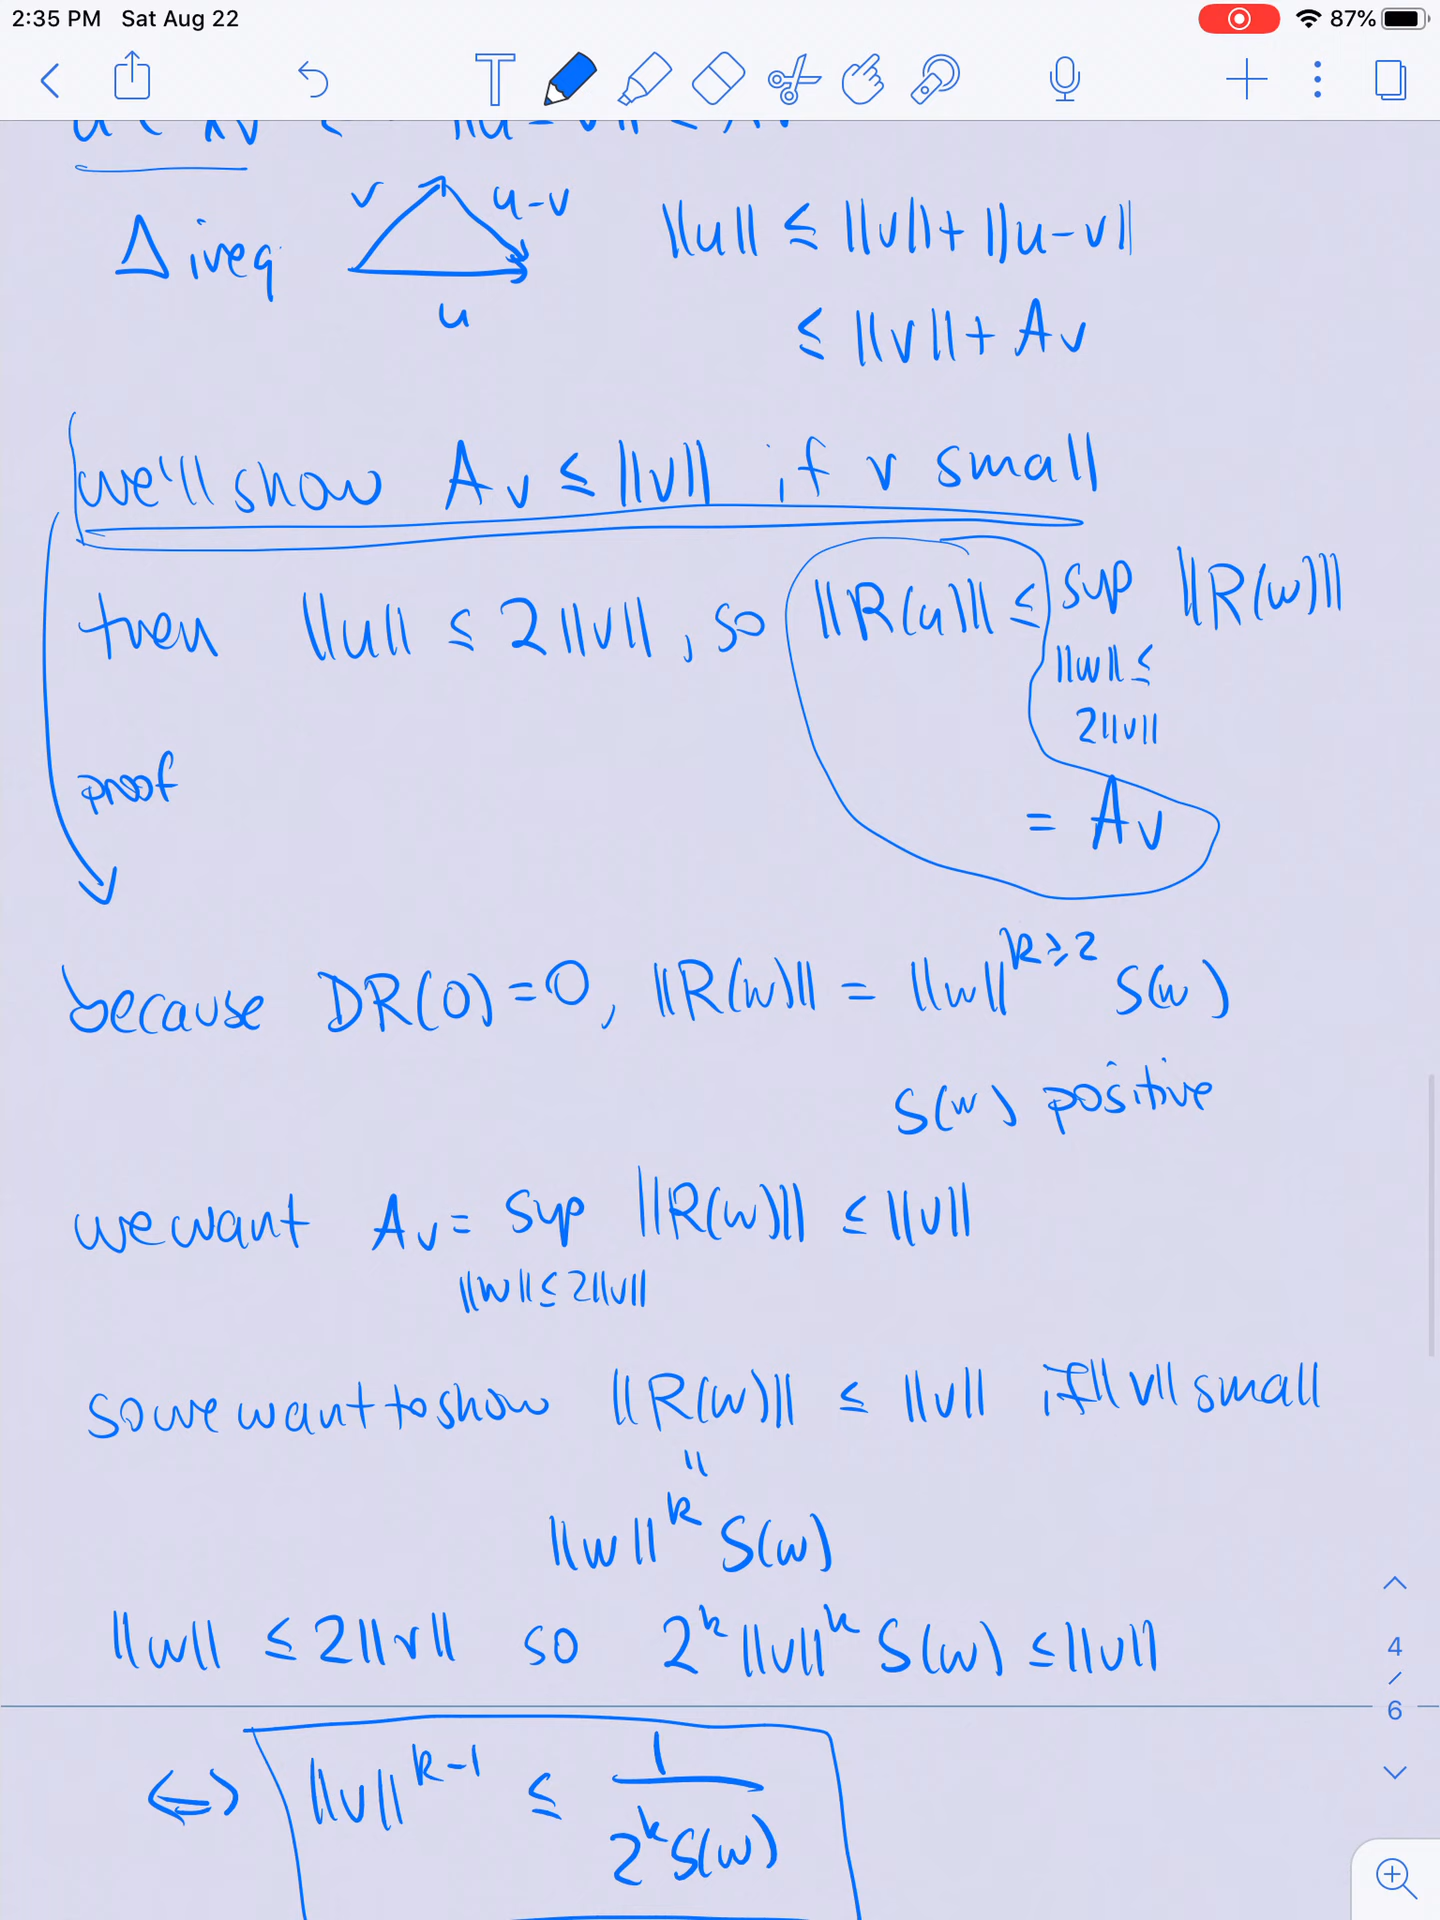 2:35 PM Sat Aug 22
87%
T
Δ ineq
v
u-v
u
||u|| ≤ ||v|| + ||u-v||
≤ ||v|| + Av
we'll show Av ≤ ||v|| if v small
then ||u|| ≤ 2||v||, so ||R(u)|| ≤ sup ||R(w)||
||w|| ≤
2||v||
proof
= Av
because DR(0)=0, ||R(w)|| = ||w||^k≥2 S(w)
S(w) positive
we want Av = sup ||R(w)|| ≤ ||v||
||w|| ≤ 2||v||
so we want to show ||R(w)|| ≤ ||v|| if ||v|| small
=
||w||^k S(w)
||w|| ≤ 2||v|| so 2^k ||v||^k S(w) ≤ ||v||
4
/
6
⟺ ||v||^k-1 ≤ 1
2^k S(w)